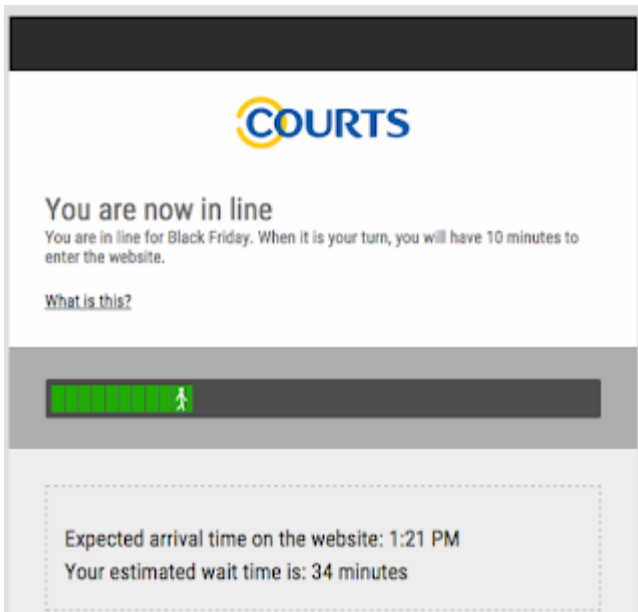 COURTS
You are now in line
You are in line for Black Friday. When it is your turn, you will have 10 minutes to
enter the website.
What is this?
Expected arrival time on the website: 1:21 PM
Your estimated wait time is: 34 minutes